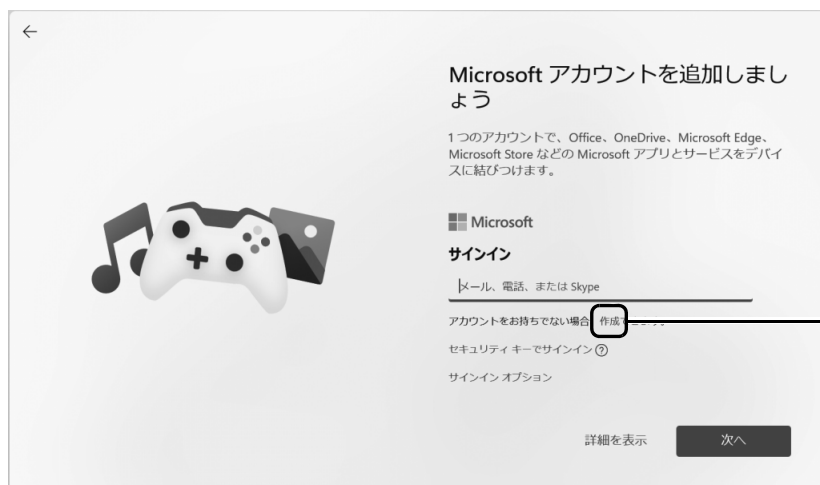 Microsoft アカウントを追加しまし
ょう
1 つのアカウントで、Office、OneDrive、Microsoft Edge、
Microsoft Store などの Microsoft アプリとサービスをデバイ
スに結びつけます。
Microsoft
サインイン
メール、電話、または Skype
アカウントをお持ちでない場合 作成
セキュリティ キーでサインイン
サインイン オプション
詳細を表示
次へ